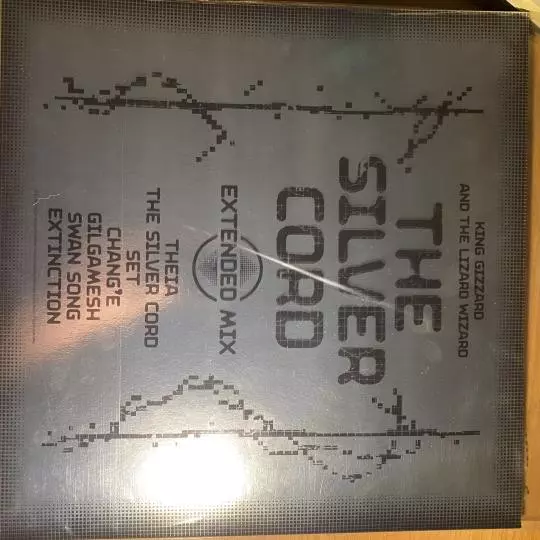 KING GIZZARD
AND THE LIZARD WIZARD
THE
SILVER
CORD
EXTENDED MIX
THEIA
THE SILVER CORD
SET
CHANG'E
GILGAMESH
SWAN SONG
EXTINCTION